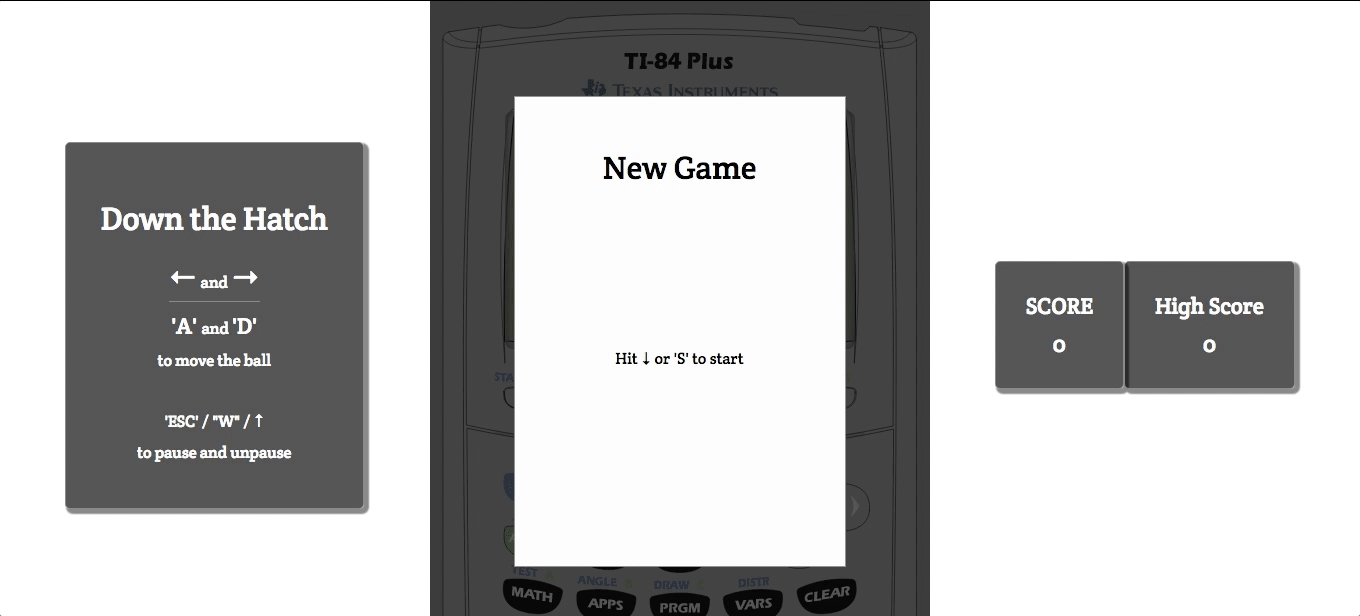 Down the Hatch
← and →
'A' and 'D'
to move the ball
'ESC' / "W" / ↑
to pause and unpause
TI-84 Plus
TEXAS INSTRUMENTS
New Game
Hit ↓ or 'S' to start
STA
TEST A
ANGLE B
DRAW C
DISTR
MATH
APPS
PRGM
VARS
CLEAR
SCORE
0
High Score
0